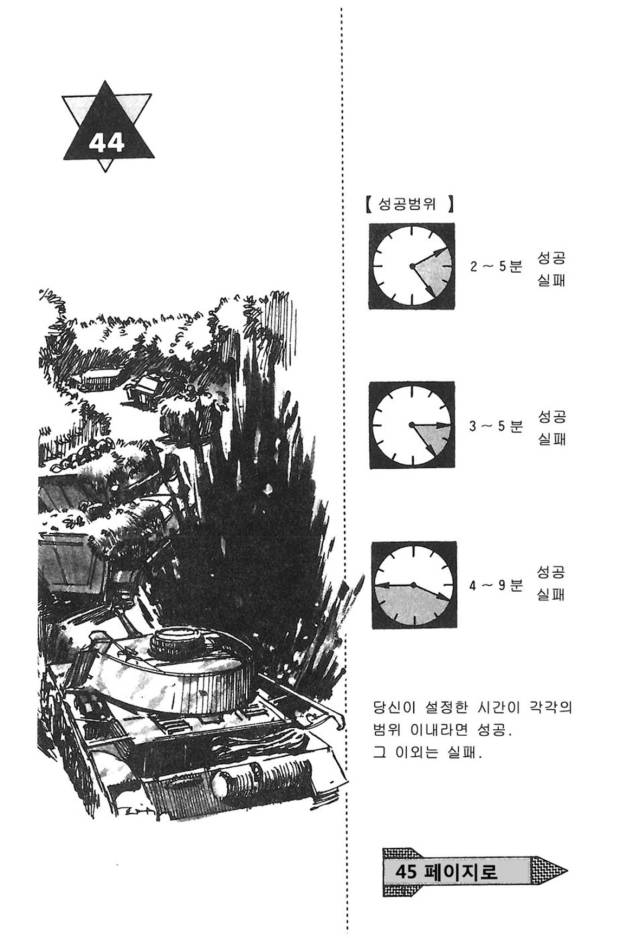 44
【 성공범위 】
2 ~ 5 분 성공
실패
3 ~ 5 분 성공
실패
4 ~ 9 분 성공
실패
당신이 설정한 시간이 각각의
범위 이내라면 성공.
그 이외는 실패.
45 페이지로